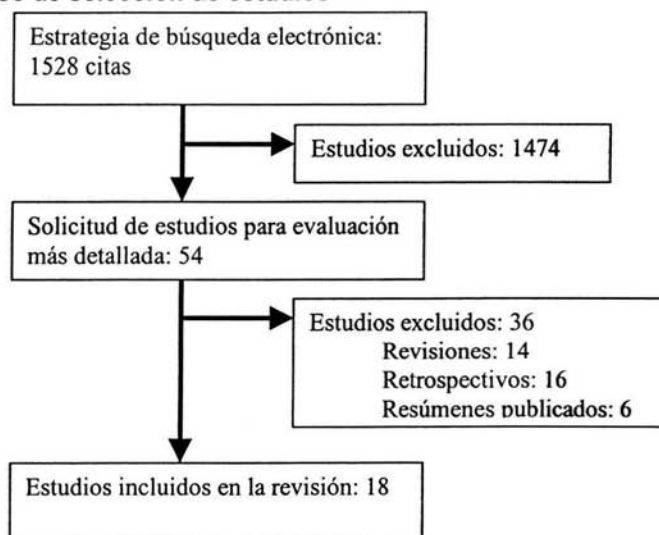 Estrategia de búsqueda electrónica:
1528 citas
Estudios excluidos: 1474
Solicitud de estudios para evaluación
más detallada: 54
Estudios excluidos: 36
Revisiones: 14
Retrospectivos: 16
Resúmenes publicados: 6
Estudios incluidos en la revisión: 18